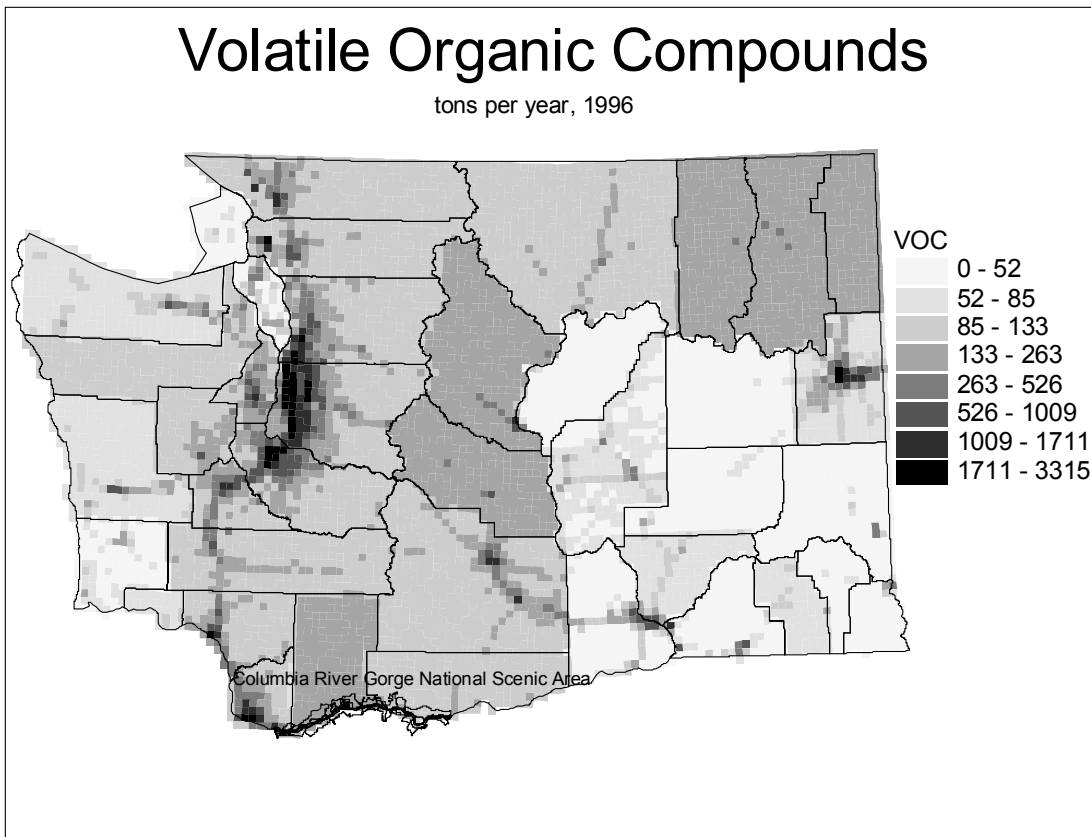 Volatile Organic Compounds
tons per year, 1996
VOC
0 - 52
52 - 85
85 - 133
133 - 263
263 - 526
526 - 1009
1009 - 1711
1711 - 3315
Columbia River Gorge National Scenic Area